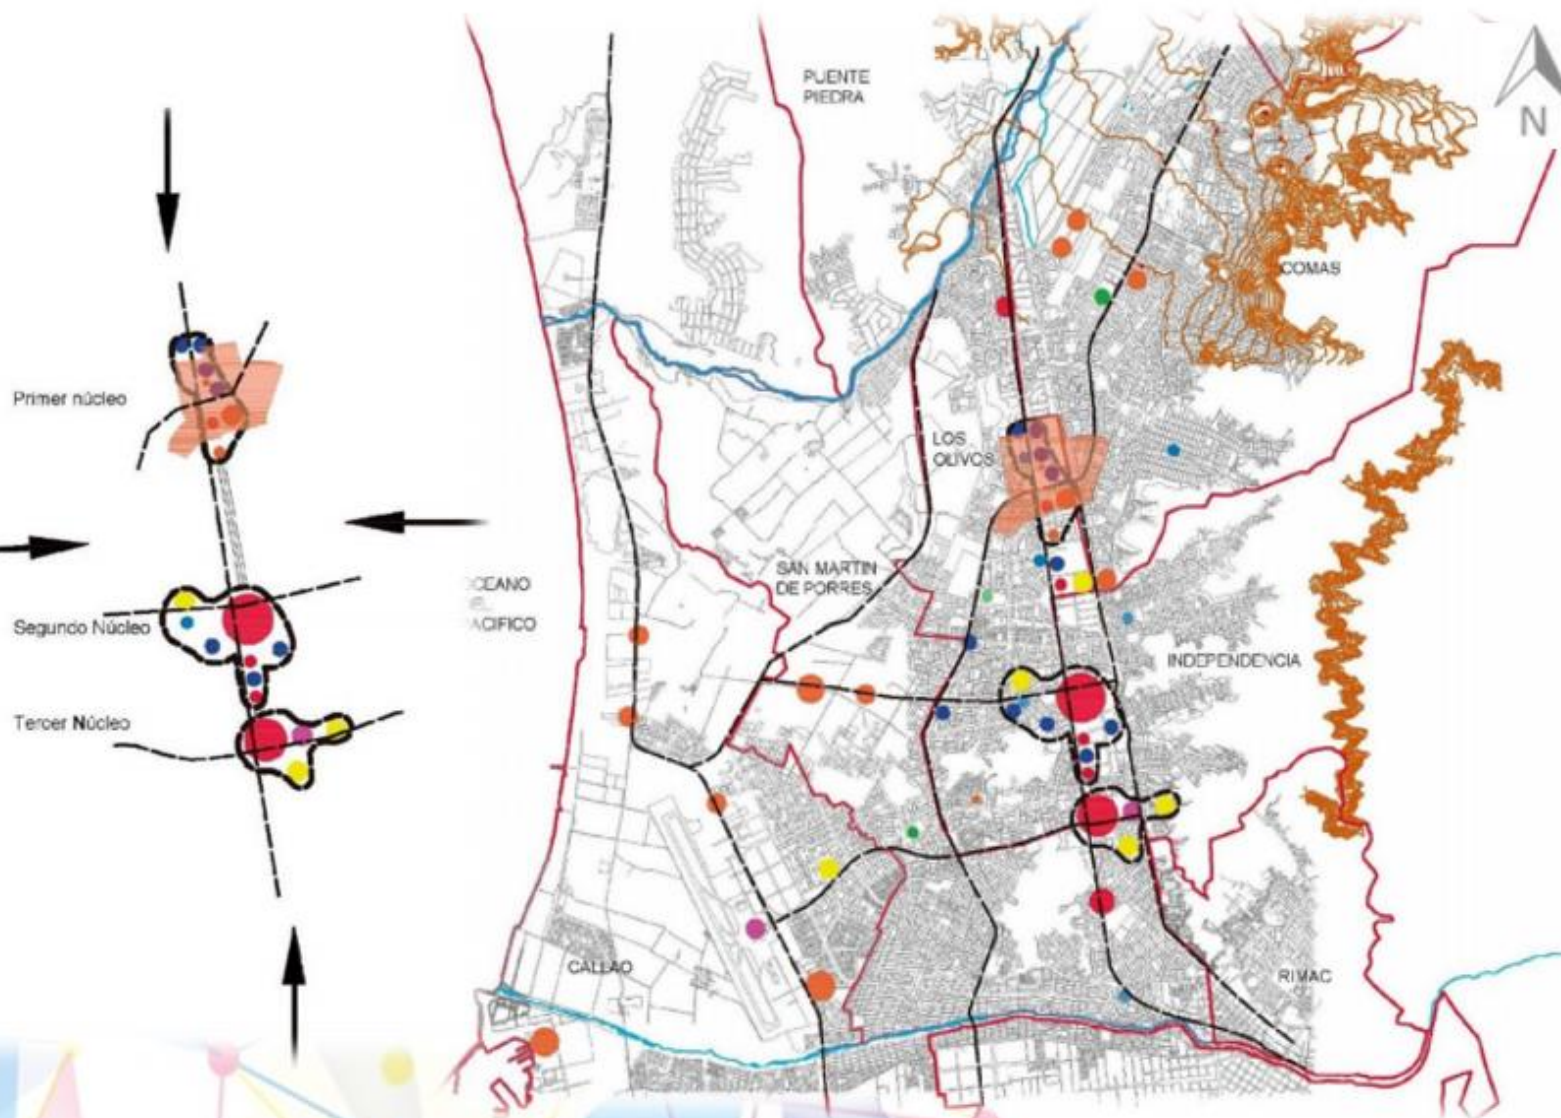 Primer núcleo
Segundo Núcleo
Tercer Núcleo
PUENTE
PIEDRA
N
COMAS
LOS
OLIVOS
SAN MARTIN
DE PORRES
INDEPENDENCIA
CALLAO
RIMAC